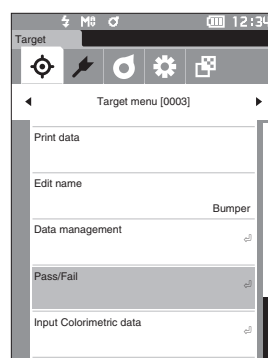 12:34
Target
Target menu [0003]
Print data
Edit name
Bumper
Data management
Pass/Fail
Input Colorimetric data